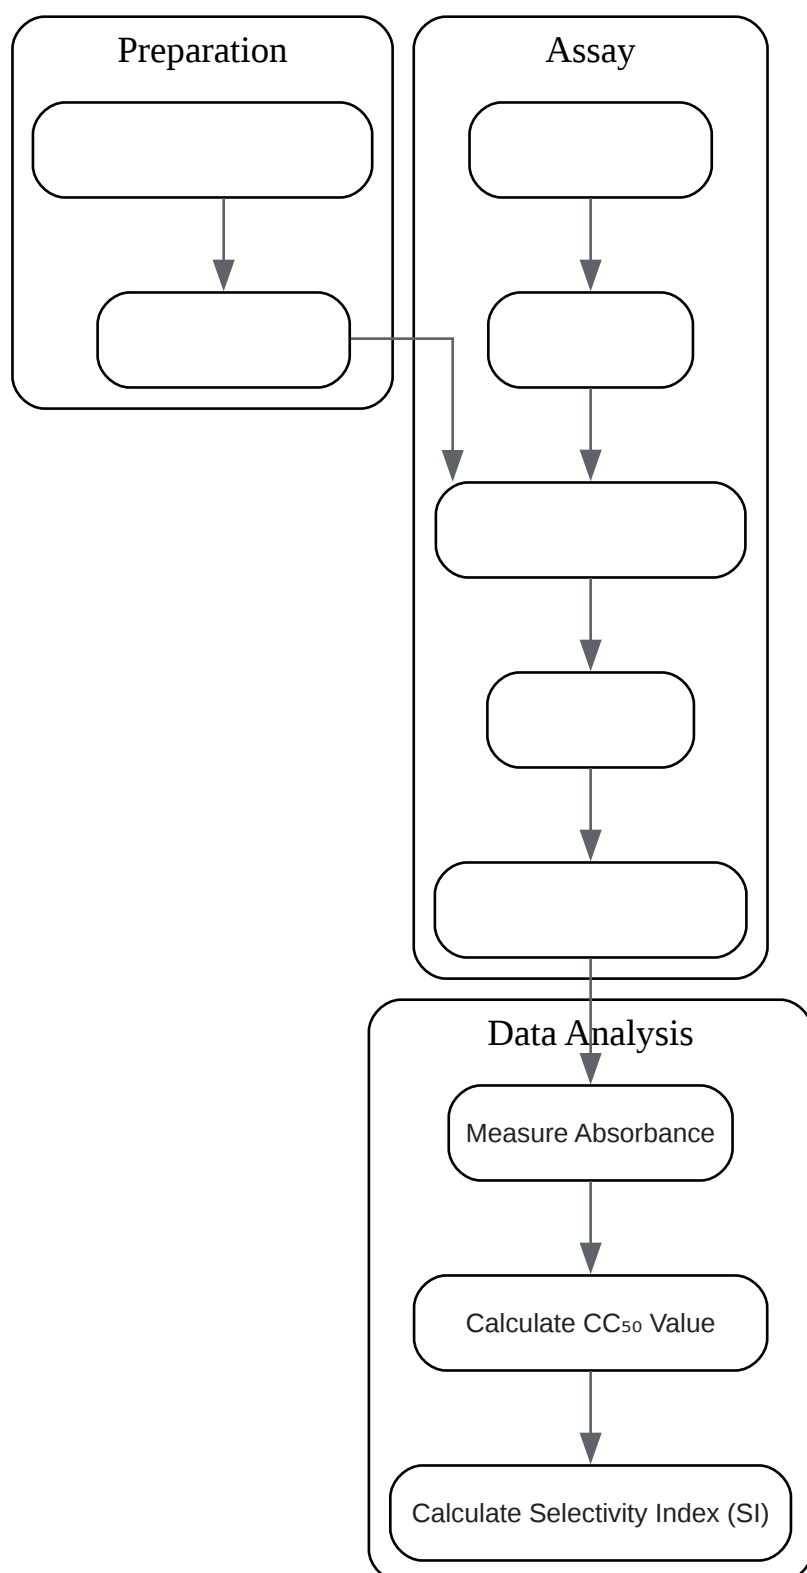 Preparation
Assay
Data Analysis
Measure Absorbance
Calculate CC₅₀ Value
Calculate Selectivity Index (SI)